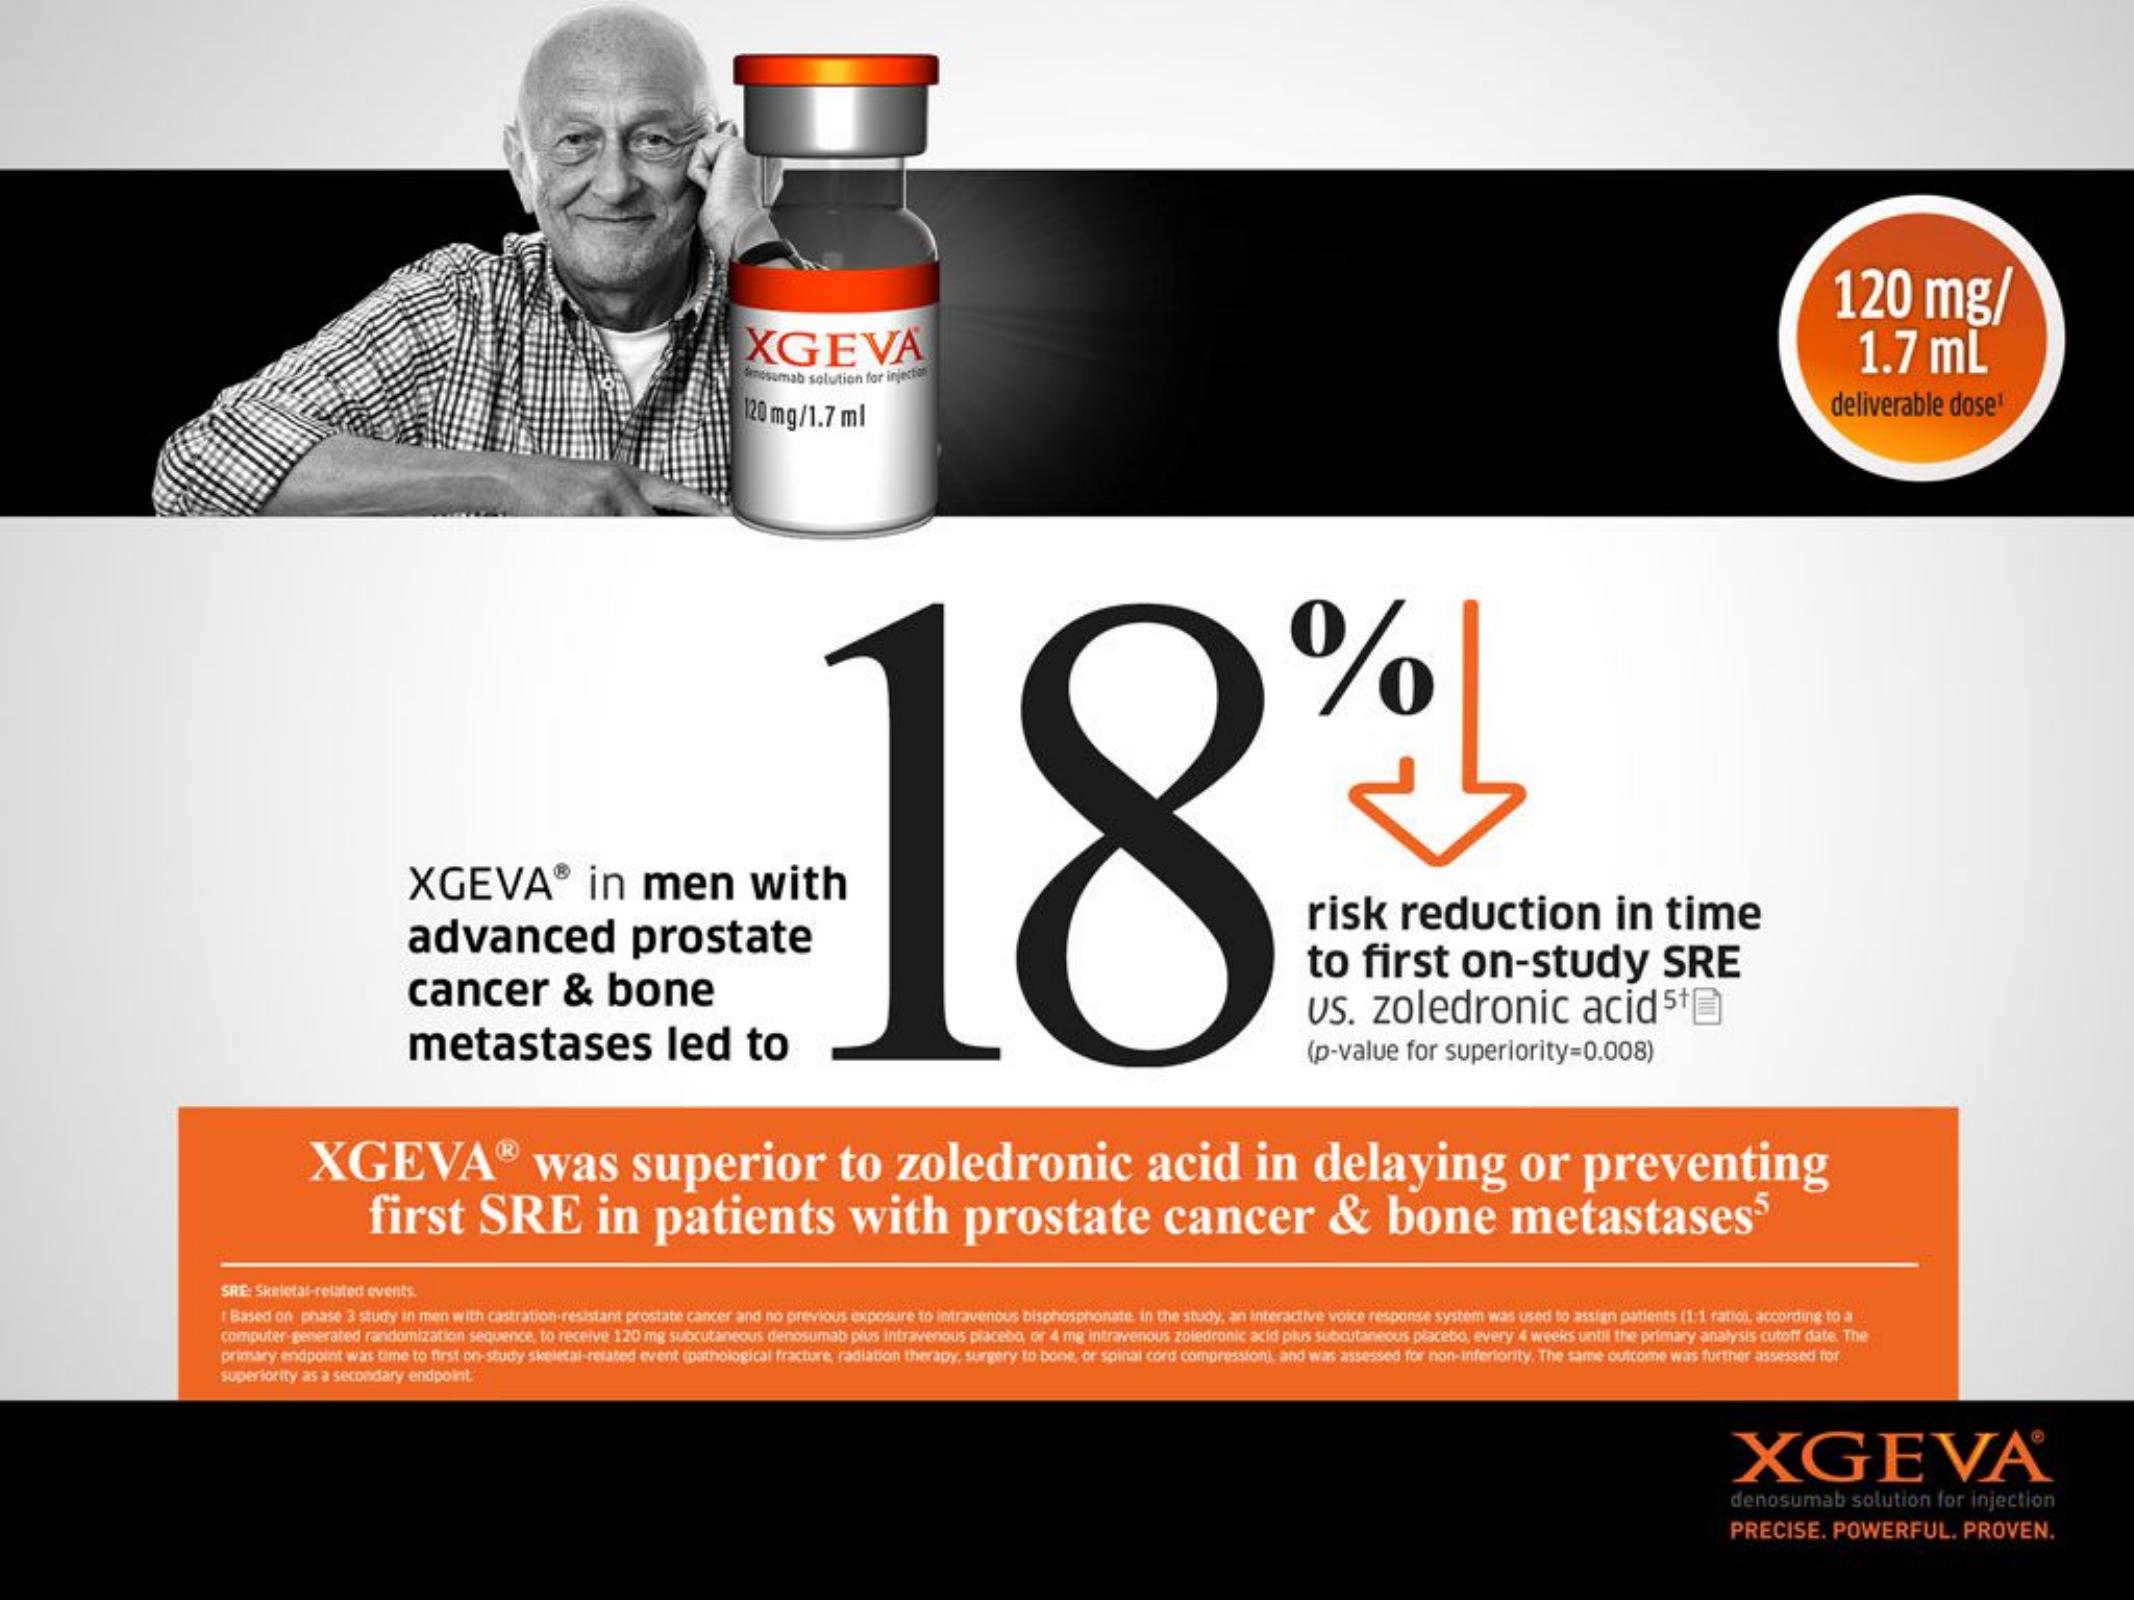 XGEVA®
denosumab solution for injection
120 mg/1.7 ml
120 mg/
1.7 mL
deliverable dose¹
18%
XGEVA® in men with
advanced prostate
cancer & bone
metastases led to
risk reduction in time
to first on-study SRE
vs. zoledronic acid⁵†
(p-value for superiority=0.008)
XGEVA® was superior to zoledronic acid in delaying or preventing
first SRE in patients with prostate cancer & bone metastases⁵
SRE: Skeletal-related events.
† Based on phase 3 study in men with castration-resistant prostate cancer and no previous exposure to intravenous bisphosphonate. In the study, an interactive voice response system was used to assign patients (1:1 ratio), according to a
computer-generated randomization sequence, to receive 120 mg subcutaneous denosumab plus intravenous placebo, or 4 mg intravenous zoledronic acid plus subcutaneous placebo, every 4 weeks until the primary analysis cutoff date. The
primary endpoint was time to first on-study skeletal-related event (pathological fracture, radiation therapy, surgery to bone, or spinal cord compression), and was assessed for non-inferiority. The same outcome was further assessed for
superiority as a secondary endpoint.
XGEVA®
denosumab solution for injection
PRECISE. POWERFUL. PROVEN.